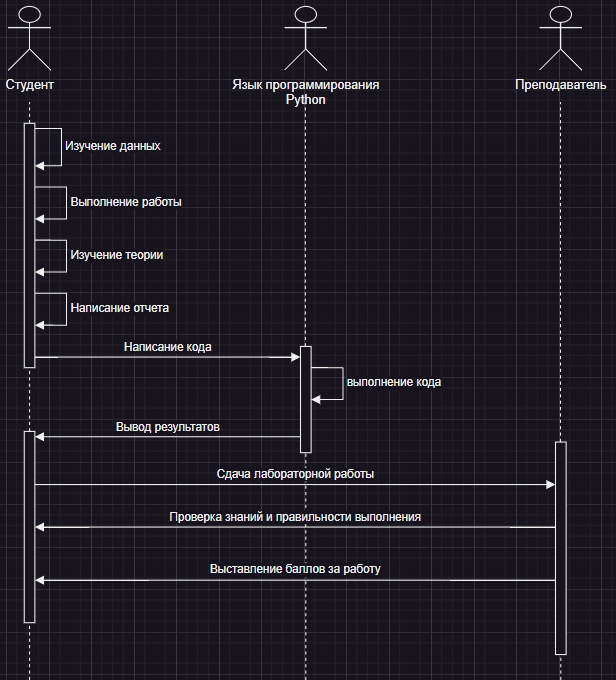 Студент
Язык программирования
Python
Преподаватель
Изучение данных
Выполнение работы
Изучение теории
Написание отчета
Написание кода
выполнение кода
Вывод результатов
Сдача лабораторной работы
Проверка знаний и правильности выполнения
Выставление баллов за работу